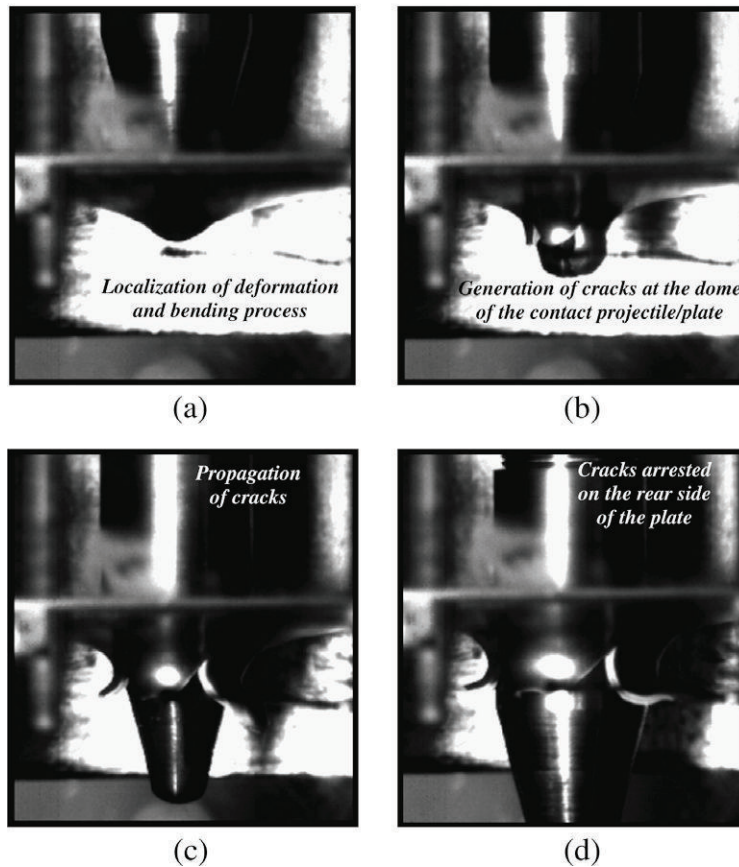 Localization of deformation
and bending process
(a)
Generation of cracks at the dome
of the contact projectile/plate
(b)
Propagation
of cracks
(c)
Cracks arrested
on the rear side
of the plate
(d)